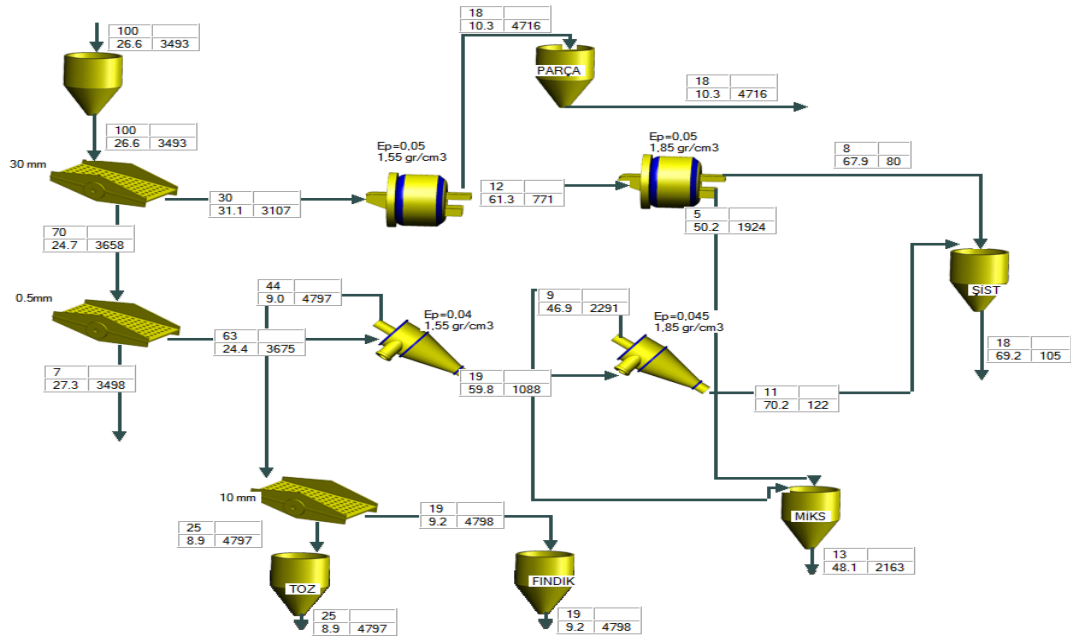 100
26.6 3493
100
26.6 3493
30 mm
30
31.1 3107
Ep=0,05
1,55 gr/cm3
18
10.3 4716
PARÇA
18
10.3 4716
12
61.3 771
Ep=0,05
1,85 gr/cm3
8
67.9 80
5
50.2 1924
70
24.7 3658
0.5mm
63
24.4 3675
7
27.3 3498
44
9.0 4797
Ep=0,04
1,55 gr/cm3
19
59.8 1088
9
46.9 2291
Ep=0,045
1,85 gr/cm3
11
70.2 122
ŞİST
18
69.2 105
10 mm
25
8.9 4797
TOZ
25
8.9 4797
19
9.2 4798
FINDIK
19
9.2 4798
MIKS
13
48.1 2163